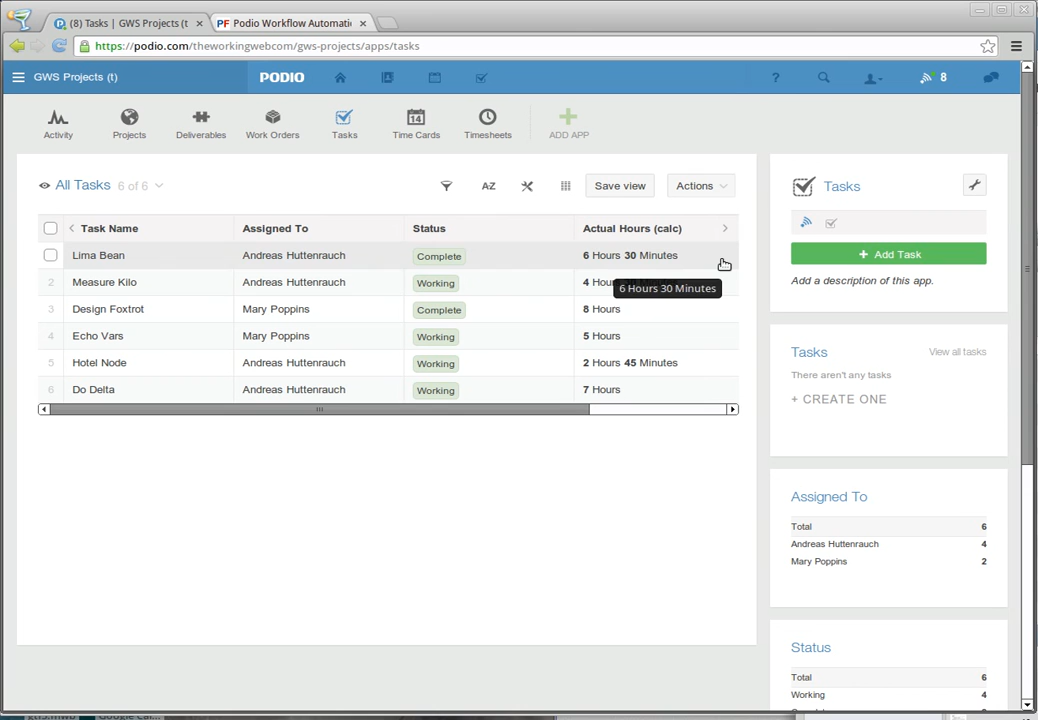 (8) Tasks | GWS Projects (t
Podio Workflow Automatic
https://podio.com/theworkingwebcom/gws-projects/apps/tasks
GWS Projects (t)
PODIO
?
8
Activity
Projects
Deliverables
Work Orders
Tasks
14
Time Cards
Timesheets
ADD APP
All Tasks 6 of 6
A-Z
Save view
Actions
Task Name Assigned To Status Actual Hours (calc)
Lima Bean Andreas Huttenrauch Complete 6 Hours 30 Minutes
2 Measure Kilo Andreas Huttenrauch Working 4
6 Hours 30 Minutes
3 Design Foxtrot Mary Poppins Complete 8 Hours
4 Echo Vars Mary Poppins Working 5 Hours
5 Hotel Node Andreas Huttenrauch Working 2 Hours 45 Minutes
6 Do Delta Andreas Huttenrauch Working 7 Hours
Tasks
+ Add Task
Add a description of this app.
Tasks View all tasks
There aren't any tasks
+ CREATE ONE
Assigned To
Total 6
Andreas Huttenrauch 4
Mary Poppins 2
Status
Total 6
Working 4